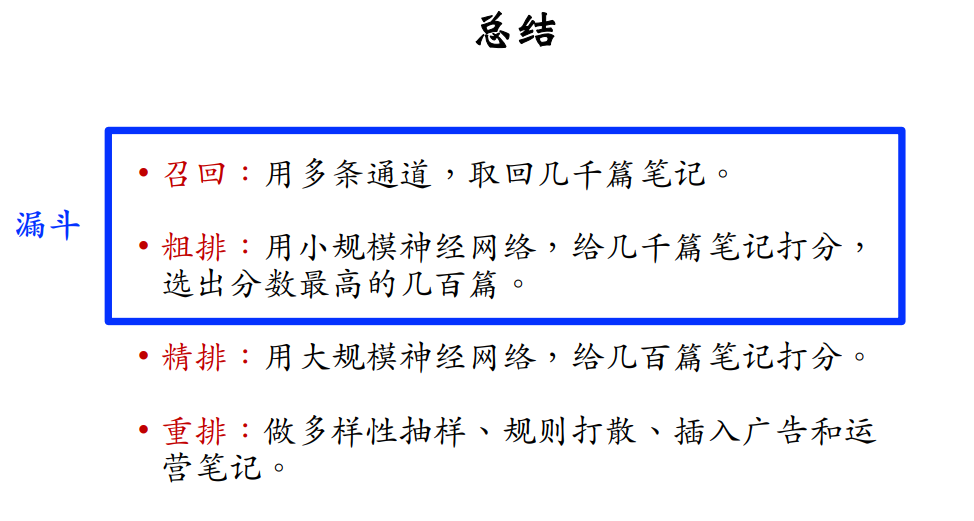 总结
漏斗
• 召回：用多条通道，取回几千篇笔记。
• 粗排：用小规模神经网络，给几千篇笔记打分，
选出分数最高的几百篇。
• 精排：用大规模神经网络，给几百篇笔记打分。
• 重排：做多样性抽样、规则打散、插入广告和运
营笔记。